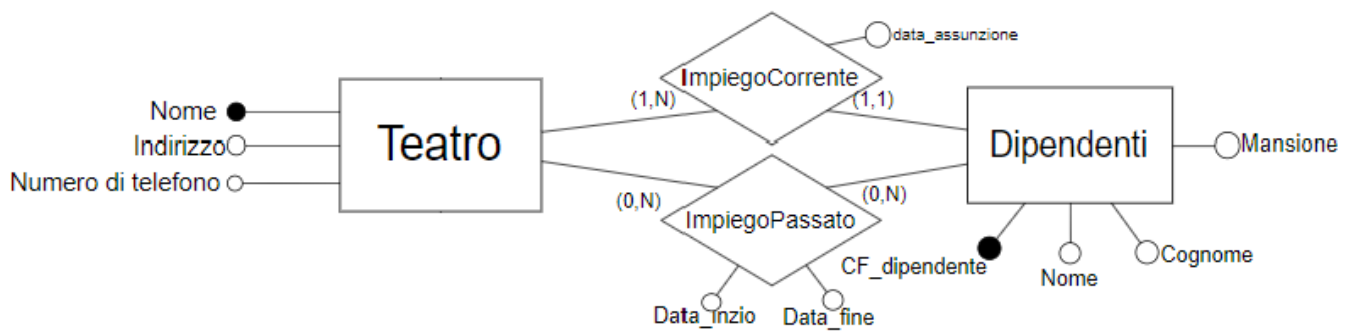 data_assunzione
ImpiegoCorrente
(1,N)
(1,1)
Nome
Indirizzo
Numero di telefono
Teatro
Dipendenti
Mansione
(0,N)
(0,N)
ImpiegoPassato
CF_dipendente
Nome
Cognome
Data_inzio
Data_fine